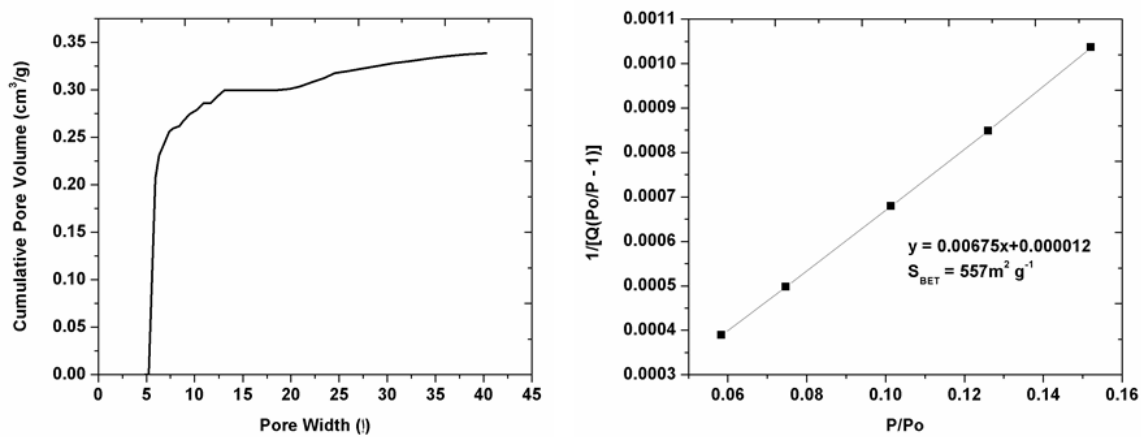 0.35
0.30
0.25
0.20
0.15
0.10
0.05
0.00
Cumulative Pore Volume (cm³/g)
0 5 10 15 20 25 30 35 40 45
Pore Width (!)
0.0011
0.0010
0.0009
0.0008
0.0007
0.0006
0.0005
0.0004
0.0003
1/[Q(Po/P - 1)]
y = 0.00675x+0.000012
S_BET = 557m² g⁻¹
0.06 0.08 0.10 0.12 0.14 0.16
P/Po